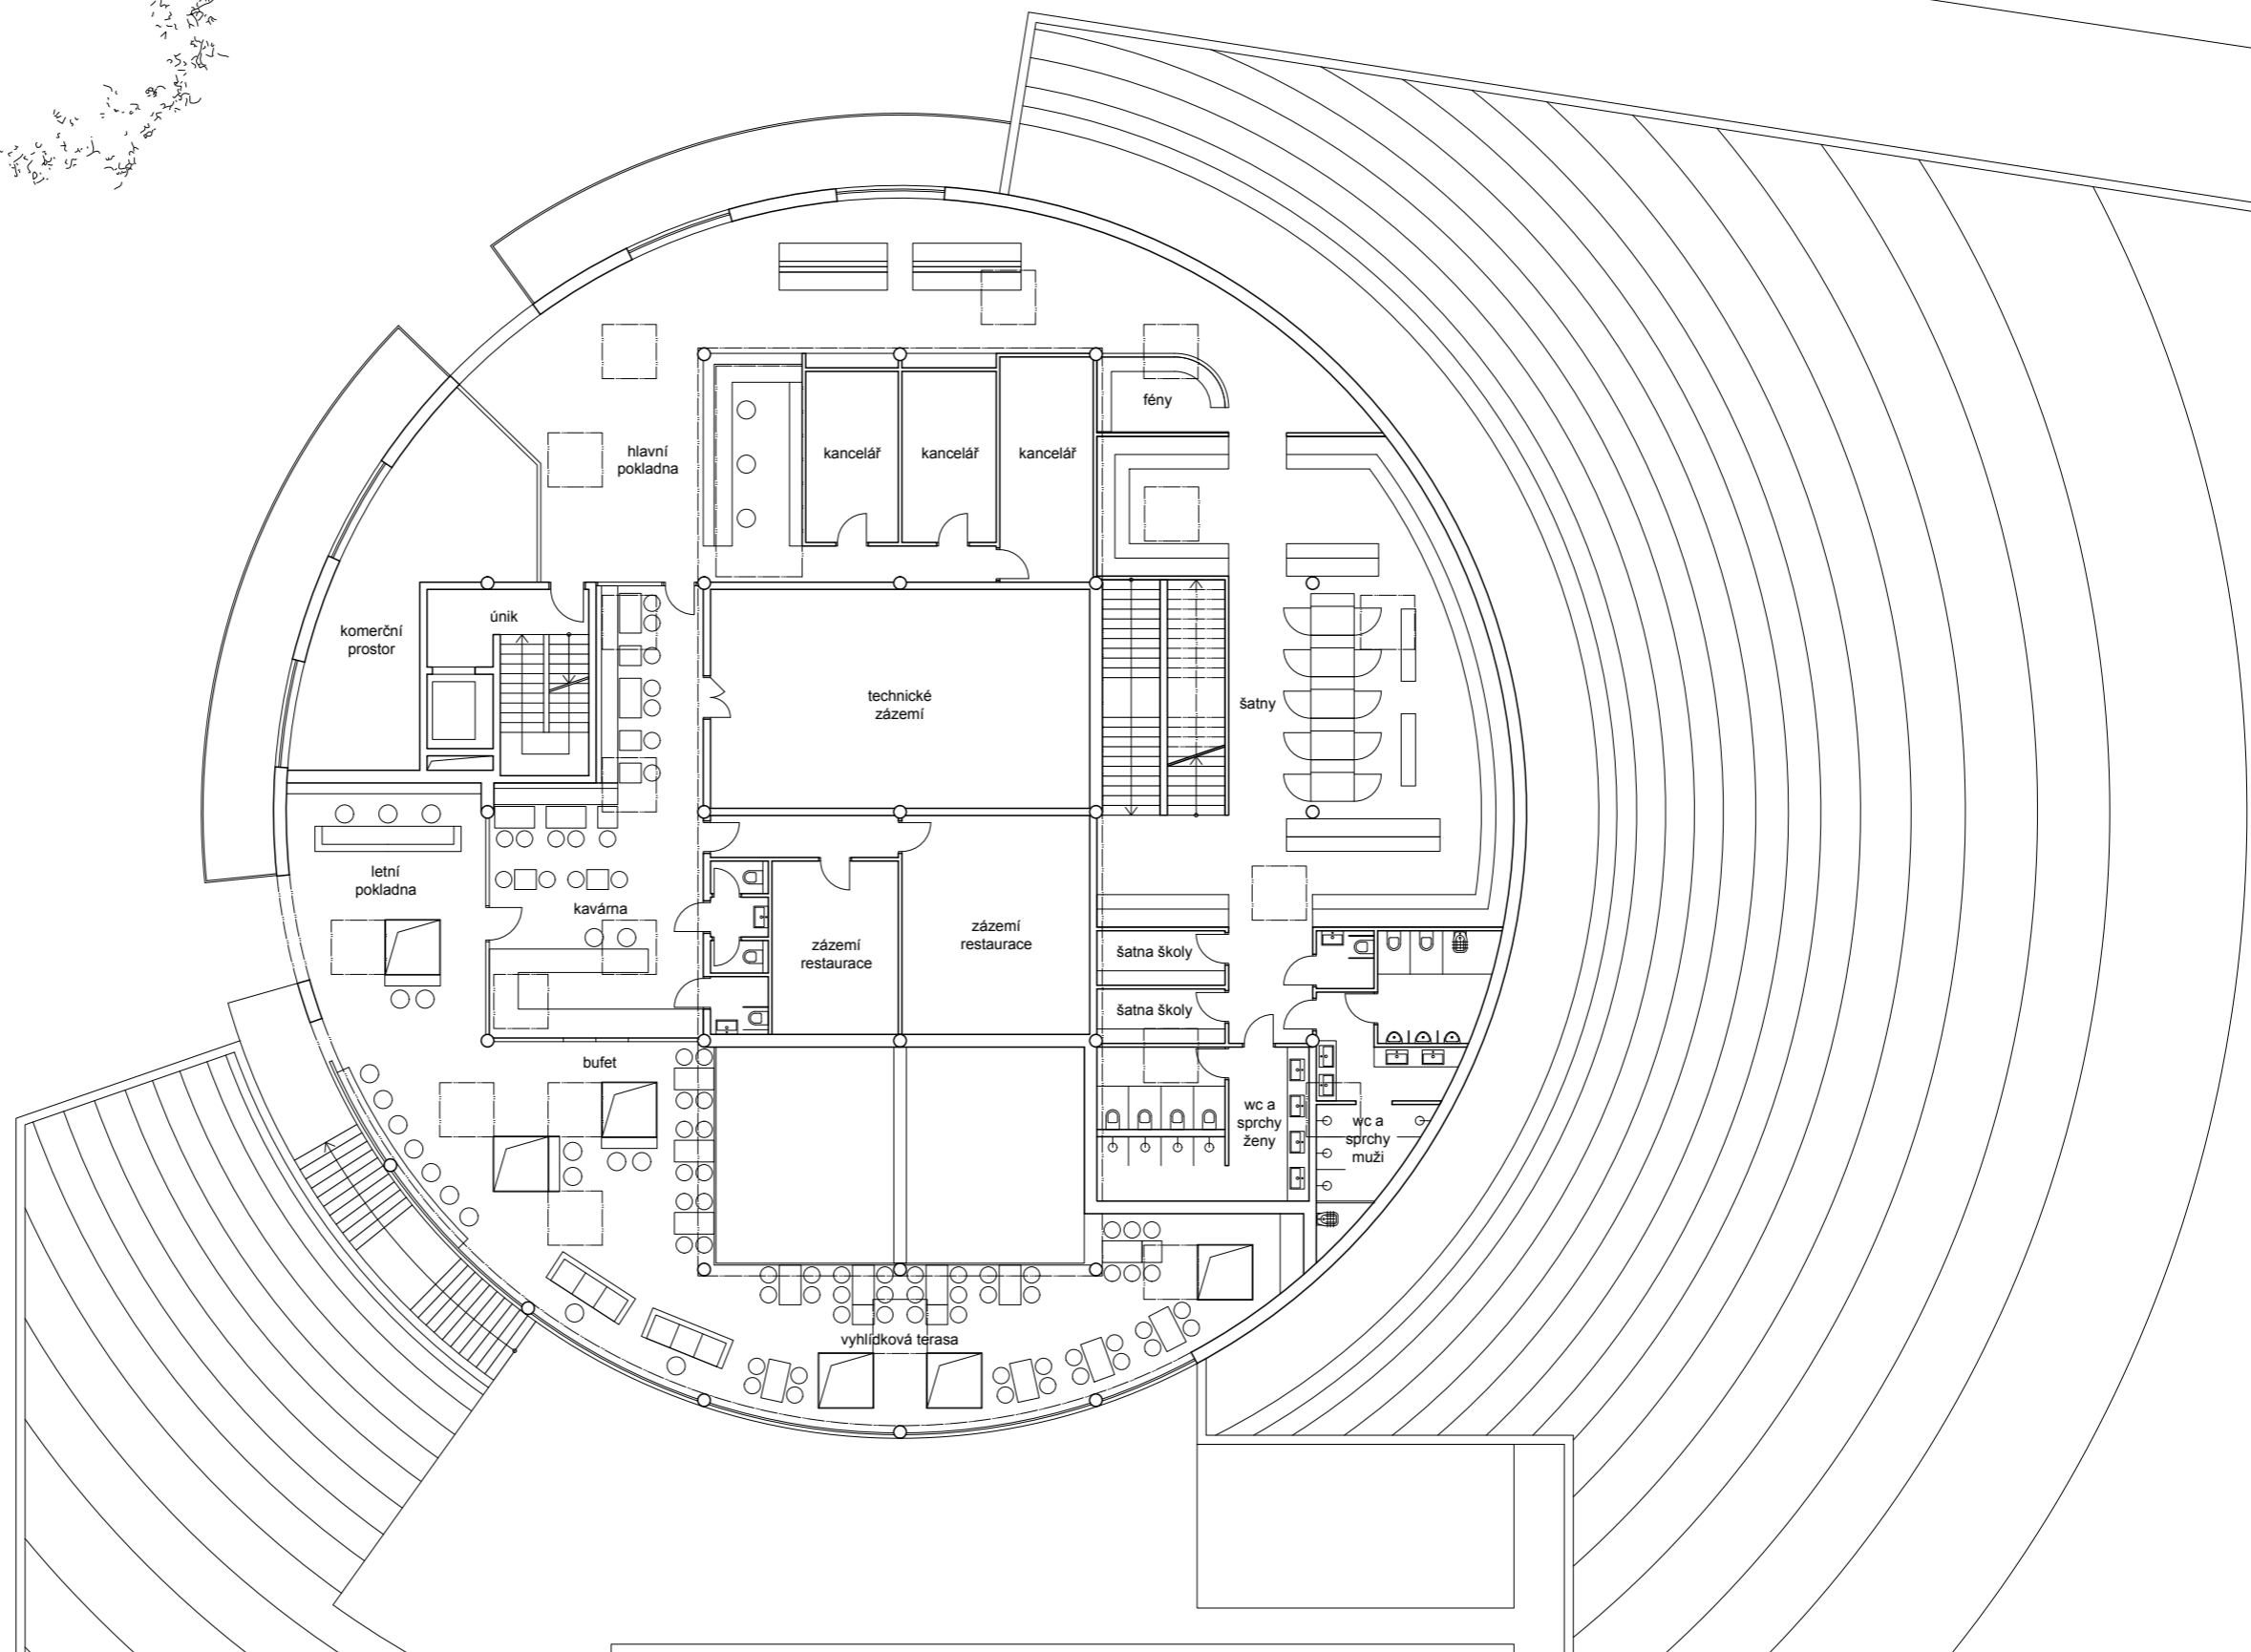 fény
hlavní
pokladna
kancelář
kancelář
kancelář
únik
komerční
prostor
technické
zázemí
šatny
letní
pokladna
kavárna
zázemí
restaurace
zázemí
restaurace
šatna školy
šatna školy
bufet
wc a
sprchy
ženy
wc a
sprchy
muži
vyhlídková terasa